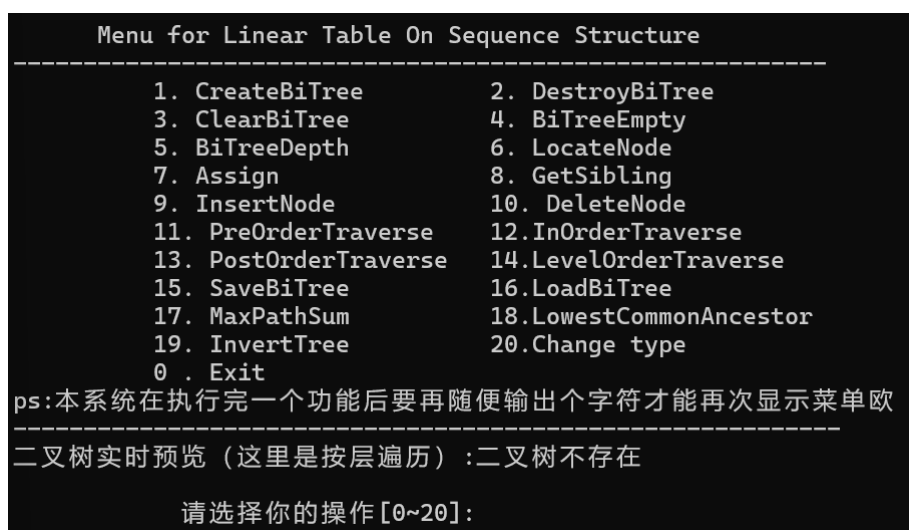 Menu for Linear Table On Sequence Structure
----------------------------------------------------------
1. CreateBiTree 2. DestroyBiTree
3. ClearBiTree 4. BiTreeEmpty
5. BiTreeDepth 6. LocateNode
7. Assign 8. GetSibling
9. InsertNode 10. DeleteNode
11. PreOrderTraverse 12.InOrderTraverse
13. PostOrderTraverse 14.LevelOrderTraverse
15. SaveBiTree 16.LoadBiTree
17. MaxPathSum 18.LowestCommonAncestor
19. InvertTree 20.Change type
0 . Exit
ps:本系统在执行完一个功能后要再随便输出个字符才能再次显示菜单欧
-----------------------------------------------------------
二叉树实时预览（这里是按层遍历）:二叉树不存在
请选择你的操作[0~20]: